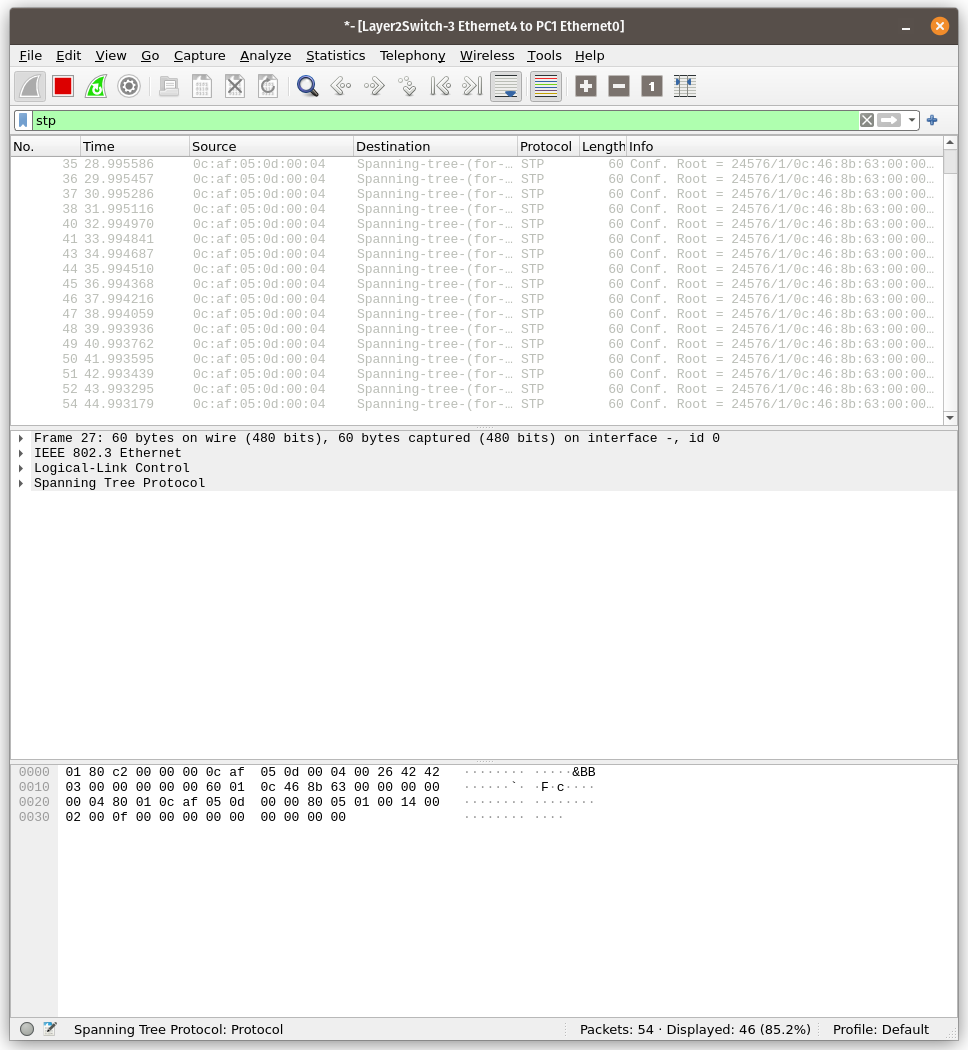 *- [Layer2Switch-3 Ethernet4 to PC1 Ethernet0]
File Edit View Go Capture Analyze Statistics Telephony Wireless Tools Help
1
stp
No. Time Source Destination Protocol Length Info
35 28.995586 0c:af:05:0d:00:04 Spanning-tree-(for-… STP 60 Conf. Root = 24576/1/0c:46:8b:63:00:00…
36 29.995457 0c:af:05:0d:00:04 Spanning-tree-(for-… STP 60 Conf. Root = 24576/1/0c:46:8b:63:00:00…
37 30.995286 0c:af:05:0d:00:04 Spanning-tree-(for-… STP 60 Conf. Root = 24576/1/0c:46:8b:63:00:00…
38 31.995116 0c:af:05:0d:00:04 Spanning-tree-(for-… STP 60 Conf. Root = 24576/1/0c:46:8b:63:00:00…
40 32.994970 0c:af:05:0d:00:04 Spanning-tree-(for-… STP 60 Conf. Root = 24576/1/0c:46:8b:63:00:00…
41 33.994841 0c:af:05:0d:00:04 Spanning-tree-(for-… STP 60 Conf. Root = 24576/1/0c:46:8b:63:00:00…
43 34.994687 0c:af:05:0d:00:04 Spanning-tree-(for-… STP 60 Conf. Root = 24576/1/0c:46:8b:63:00:00…
44 35.994510 0c:af:05:0d:00:04 Spanning-tree-(for-… STP 60 Conf. Root = 24576/1/0c:46:8b:63:00:00…
45 36.994368 0c:af:05:0d:00:04 Spanning-tree-(for-… STP 60 Conf. Root = 24576/1/0c:46:8b:63:00:00…
46 37.994216 0c:af:05:0d:00:04 Spanning-tree-(for-… STP 60 Conf. Root = 24576/1/0c:46:8b:63:00:00…
47 38.994059 0c:af:05:0d:00:04 Spanning-tree-(for-… STP 60 Conf. Root = 24576/1/0c:46:8b:63:00:00…
48 39.993936 0c:af:05:0d:00:04 Spanning-tree-(for-… STP 60 Conf. Root = 24576/1/0c:46:8b:63:00:00…
49 40.993762 0c:af:05:0d:00:04 Spanning-tree-(for-… STP 60 Conf. Root = 24576/1/0c:46:8b:63:00:00…
50 41.993595 0c:af:05:0d:00:04 Spanning-tree-(for-… STP 60 Conf. Root = 24576/1/0c:46:8b:63:00:00…
51 42.993439 0c:af:05:0d:00:04 Spanning-tree-(for-… STP 60 Conf. Root = 24576/1/0c:46:8b:63:00:00…
52 43.993295 0c:af:05:0d:00:04 Spanning-tree-(for-… STP 60 Conf. Root = 24576/1/0c:46:8b:63:00:00…
54 44.993179 0c:af:05:0d:00:04 Spanning-tree-(for-… STP 60 Conf. Root = 24576/1/0c:46:8b:63:00:00…
Frame 27: 60 bytes on wire (480 bits), 60 bytes captured (480 bits) on interface -, id 0
IEEE 802.3 Ethernet
Logical-Link Control
Spanning Tree Protocol
0000 01 80 c2 00 00 00 0c af 05 0d 00 04 00 26 42 42 ········ ·····&BB
0010 03 00 00 00 00 00 60 01 0c 46 8b 63 00 00 00 00 ······`· ·F·c····
0020 00 04 80 01 0c af 05 0d 00 00 80 05 01 00 14 00 ········ ········
0030 02 00 0f 00 00 00 00 00 00 00 00 00 ········ ····
Spanning Tree Protocol: Protocol Packets: 54 · Displayed: 46 (85.2%) Profile: Default